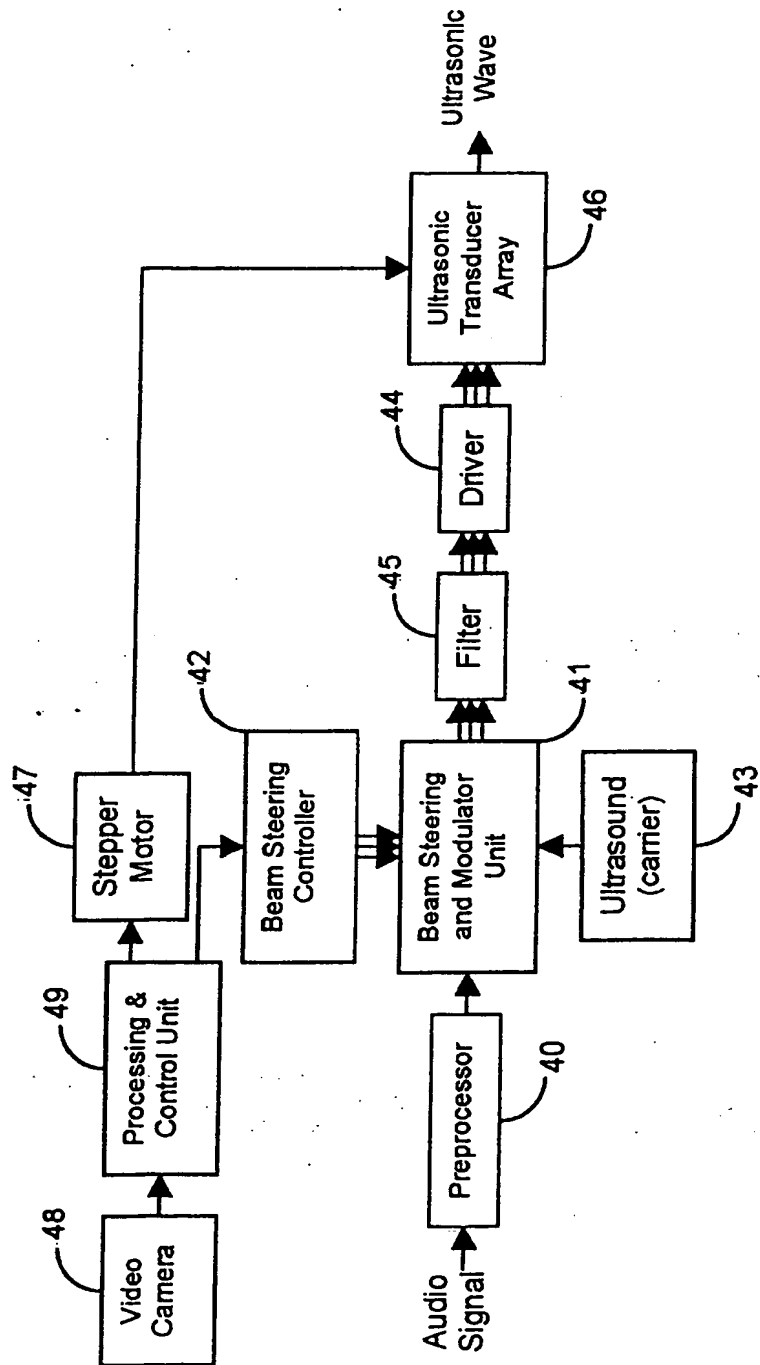 48
Video
Camera
49
Processing &
Control Unit
47
Stepper
Motor
42
Beam Steering
Controller
Audio
Signal
Preprocessor
40
Beam Steering
and Modulator
Unit
41
Ultrasound
(carrier)
43
45
Filter
44
Driver
Ultrasonic
Transducer
Array
46
Ultrasonic
Wave